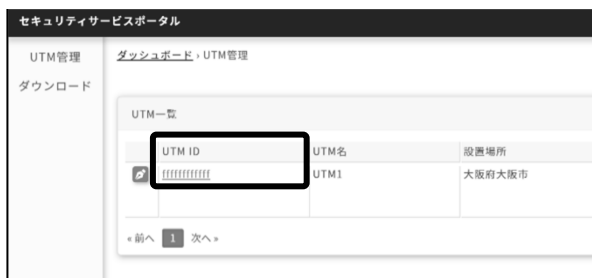 セキュリティサービスポータル
UTM管理
ダウンロード
ダッシュボード › UTM管理
UTM一覧
UTM ID UTM名 設置場所
ffffffffffff UTM1 大阪府大阪市
« 前へ 1 次へ »